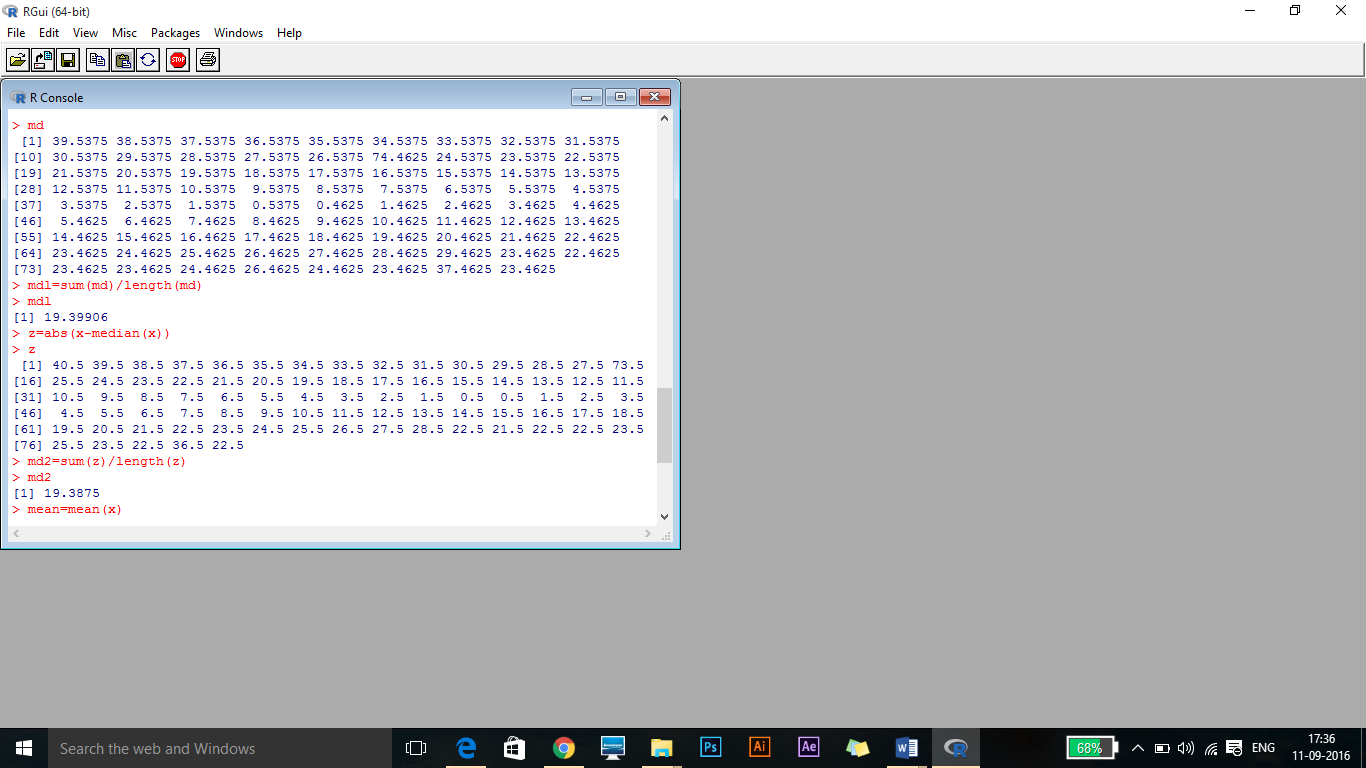 RGui (64-bit)
File Edit View Misc Packages Windows Help
STOP
R Console
> md
[1] 39.5375 38.5375 37.5375 36.5375 35.5375 34.5375 33.5375 32.5375 31.5375
[10] 30.5375 29.5375 28.5375 27.5375 26.5375 74.4625 24.5375 23.5375 22.5375
[19] 21.5375 20.5375 19.5375 18.5375 17.5375 16.5375 15.5375 14.5375 13.5375
[28] 12.5375 11.5375 10.5375 9.5375 8.5375 7.5375 6.5375 5.5375 4.5375
[37] 3.5375 2.5375 1.5375 0.5375 0.4625 1.4625 2.4625 3.4625 4.4625
[46] 5.4625 6.4625 7.4625 8.4625 9.4625 10.4625 11.4625 12.4625 13.4625
[55] 14.4625 15.4625 16.4625 17.4625 18.4625 19.4625 20.4625 21.4625 22.4625
[64] 23.4625 24.4625 25.4625 26.4625 27.4625 28.4625 29.4625 23.4625 22.4625
[73] 23.4625 23.4625 24.4625 26.4625 24.4625 23.4625 37.4625 23.4625
> md1=sum(md)/length(md)
> md1
[1] 19.39906
> z=abs(x-median(x))
> z
[1] 40.5 39.5 38.5 37.5 36.5 35.5 34.5 33.5 32.5 31.5 30.5 29.5 28.5 27.5 73.5
[16] 25.5 24.5 23.5 22.5 21.5 20.5 19.5 18.5 17.5 16.5 15.5 14.5 13.5 12.5 11.5
[31] 10.5 9.5 8.5 7.5 6.5 5.5 4.5 3.5 2.5 1.5 0.5 0.5 1.5 2.5 3.5
[46] 4.5 5.5 6.5 7.5 8.5 9.5 10.5 11.5 12.5 13.5 14.5 15.5 16.5 17.5 18.5
[61] 19.5 20.5 21.5 22.5 23.5 24.5 25.5 26.5 27.5 28.5 22.5 21.5 22.5 22.5 23.5
[76] 25.5 23.5 22.5 36.5 22.5
> md2=sum(z)/length(z)
> md2
[1] 19.3875
> mean=mean(x)
Search the web and Windows
Ps
Ai
Ae
68%
ENG
17:36
11-09-2016